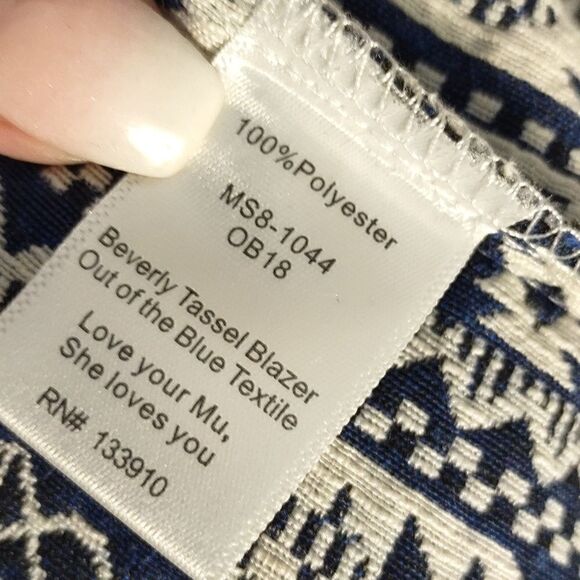 100%Polyester
MS8-1044
OB18
Beverly Tassel Blazer
Out of the Blue Textile
Love your Mu,
She loves you
RN# 133910